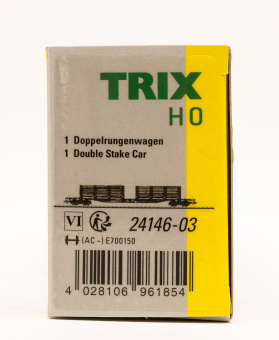 TRIX
HO
1 Doppelrungenwagen
1 Double Stake Car
VI 24146-03
(AC~) E700150
4 028106 961854